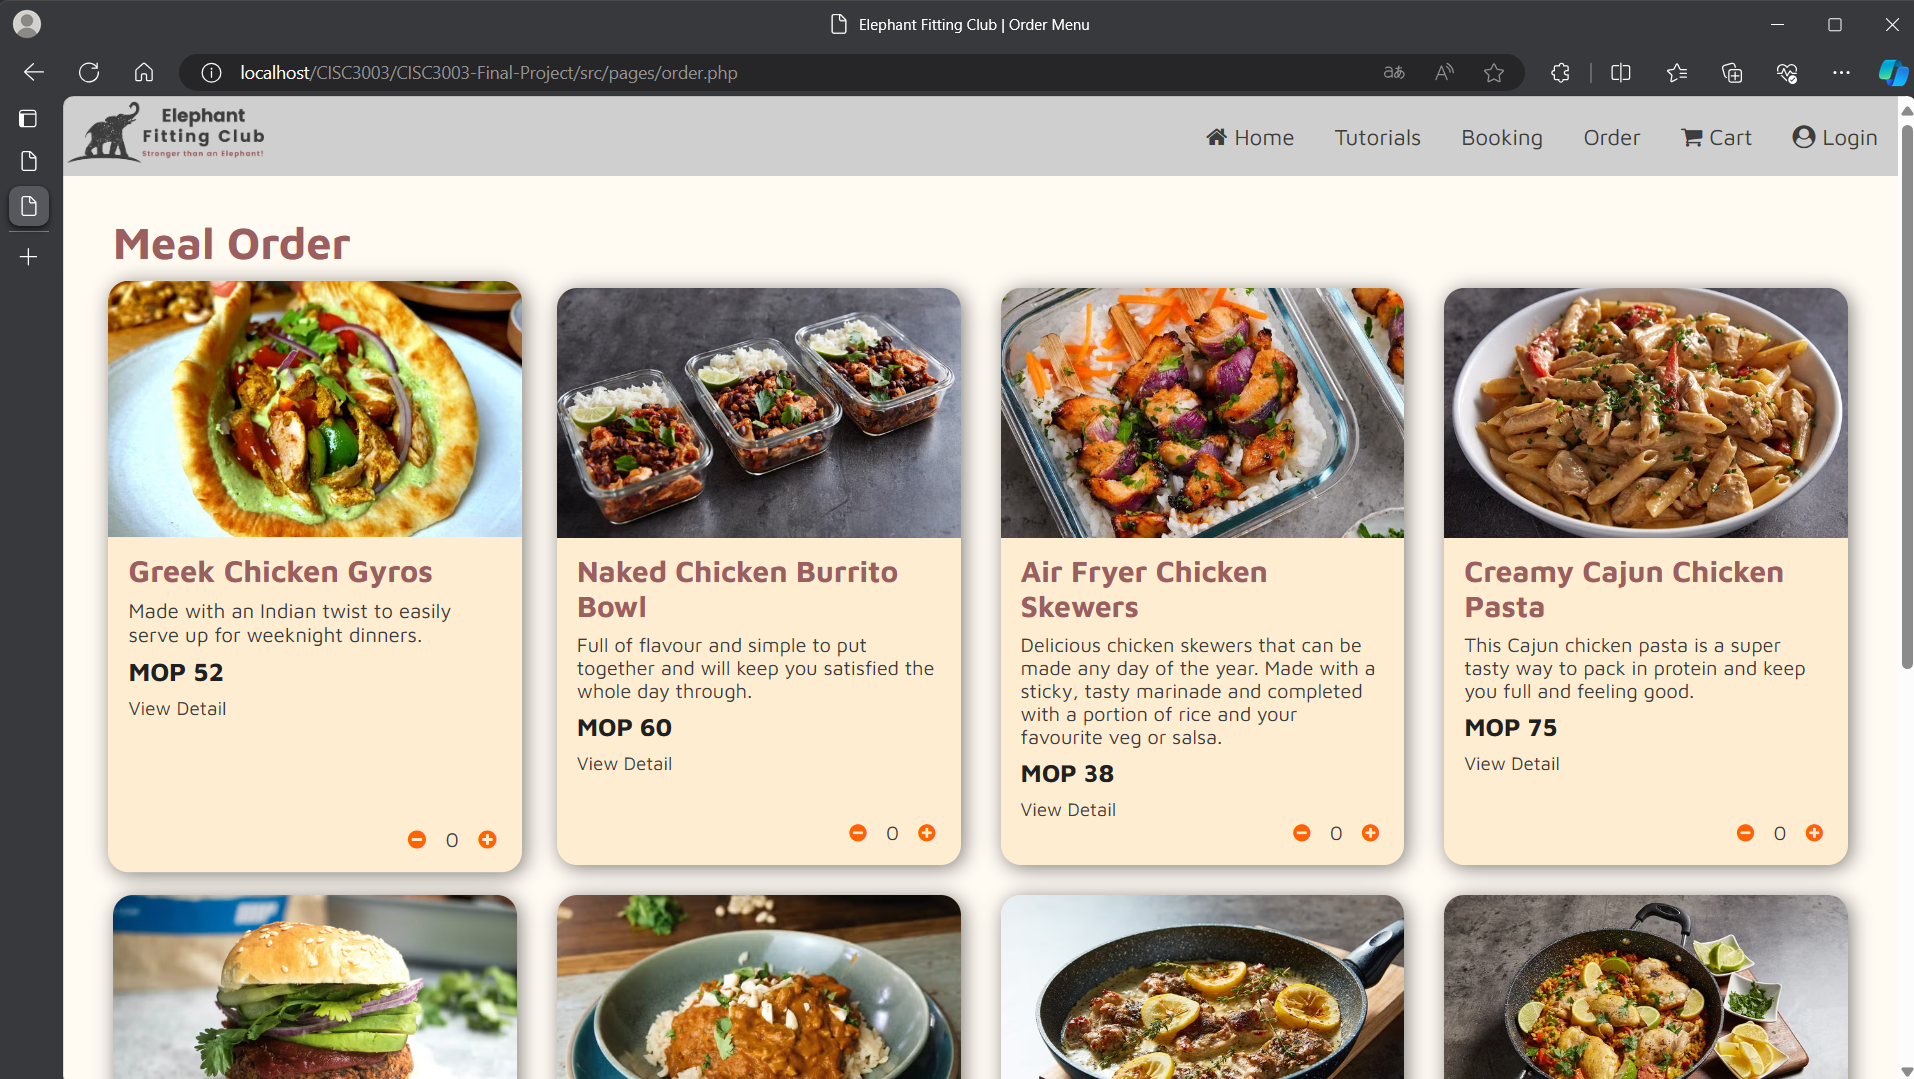 Elephant Fitting Club | Order Menu
localhost/CISC3003/CISC3003-Final-Project/src/pages/order.php
Elephant
Fitting Club
Stronger than an Elephant!
Home Tutorials Booking Order Cart Login
Meal Order
Greek Chicken Gyros
Made with an Indian twist to easily
serve up for weeknight dinners.
MOP 52
View Detail
0
Naked Chicken Burrito
Bowl
Full of flavour and simple to put
together and will keep you satisfied the
whole day through.
MOP 60
View Detail
0
Air Fryer Chicken
Skewers
Delicious chicken skewers that can be
made any day of the year. Made with a
sticky, tasty marinade and completed
with a portion of rice and your
favourite veg or salsa.
MOP 38
View Detail
0
Creamy Cajun Chicken
Pasta
This Cajun chicken pasta is a super
tasty way to pack in protein and keep
you full and feeling good.
MOP 75
View Detail
0